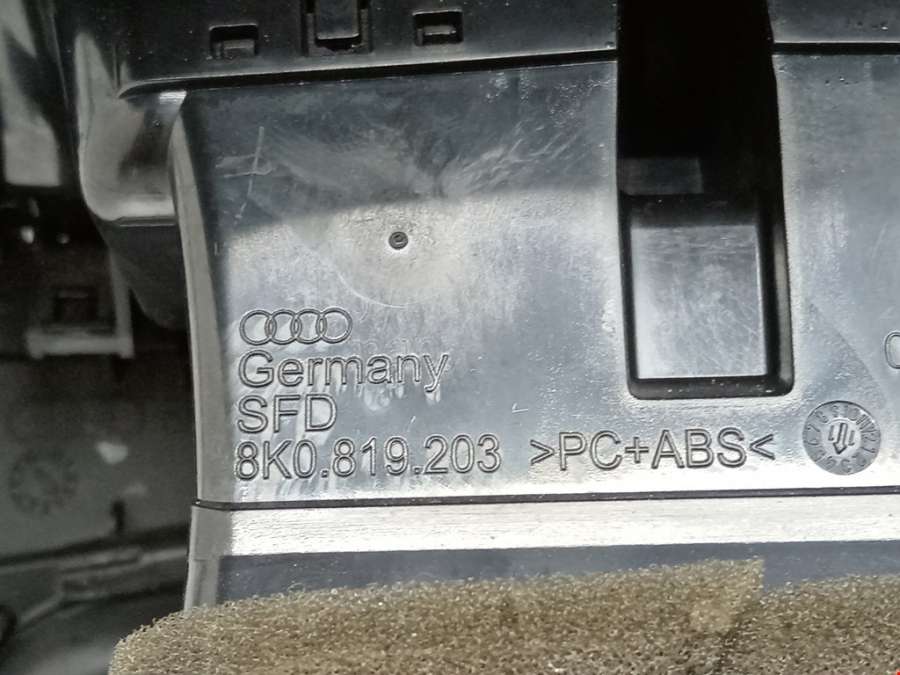 Germany
SFD
8K0.819.203 >PC+ABS<